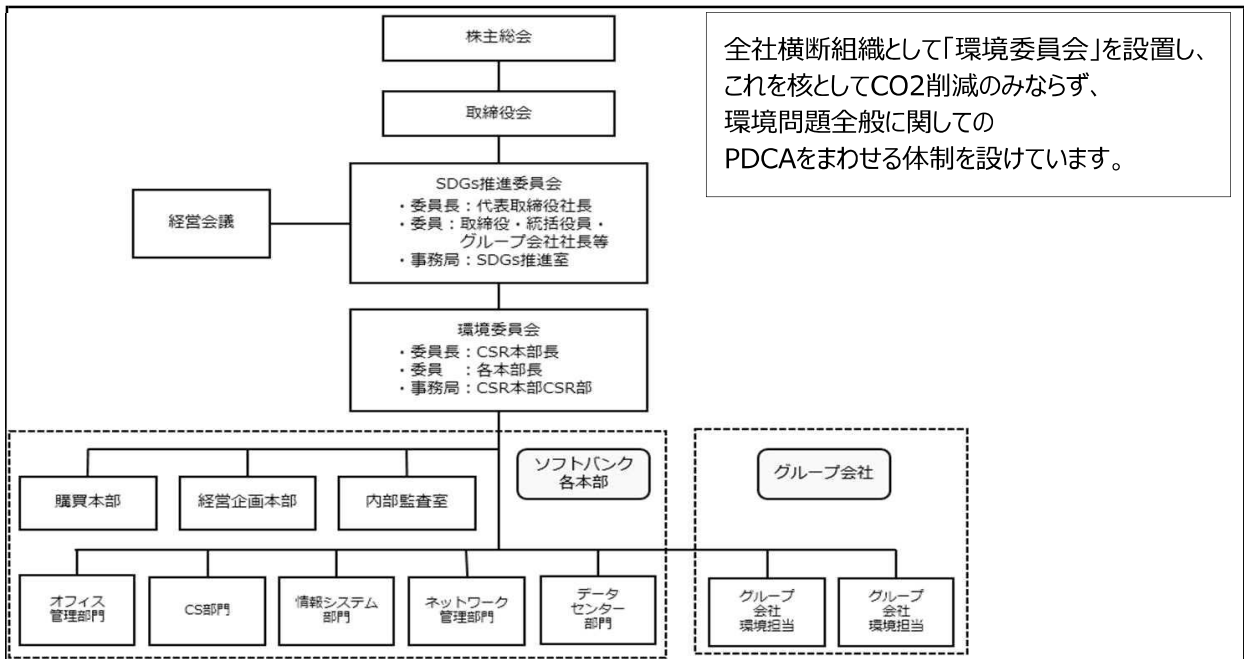 株主総会
全社横断組織として「環境委員会」を設置し、
これを核としてCO2削減のみならず、
環境問題全般に関しての
PDCAをまわせる体制を設けています。
取締役会
SDGs推進委員会
・委員長：代表取締役社長
・委員：取締役・統括役員・
グループ会社社長等
・事務局：SDGs推進室
経営会議
環境委員会
・委員長：CSR本部長
・委員　：各本部長
・事務局：CSR本部CSR部
ソフトバンク
各本部
グループ会社
購買本部
経営企画本部
内部監査室
オフィス
管理部門
CS部門
情報システム
部門
ネットワーク
管理部門
データ
センター
部門
グループ
会社
環境担当
グループ
会社
環境担当